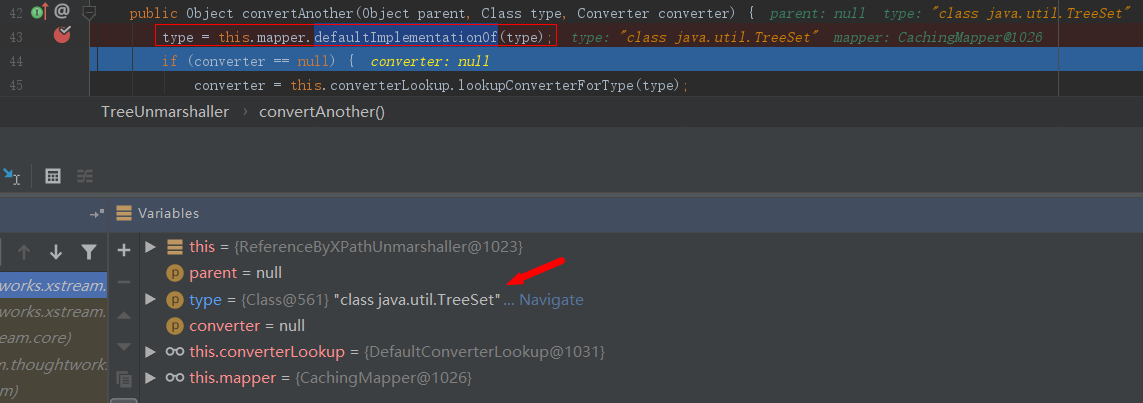 42 @ public Object convertAnother(Object parent, Class type, Converter converter) { parent: null type: "class java.util.TreeSet"
43 type = this.mapper.defaultImplementationOf(type); type: "class java.util.TreeSet" mapper: CachingMapper@1026
44 if (converter == null) { converter: null
45 converter = this.converterLookup.lookupConverterForType(type);
TreeUnmarshaller › convertAnother()
Variables
this = {ReferenceByXPathUnmarshaller@1023}
parent = null
works.xstream. type = {Class@561} "class java.util.TreeSet"... Navigate
works.xstream. converter = null
eam.core) this.converterLookup = {DefaultConverterLookup@1031}
m.thoughtwork this.mapper = {CachingMapper@1026}
m)